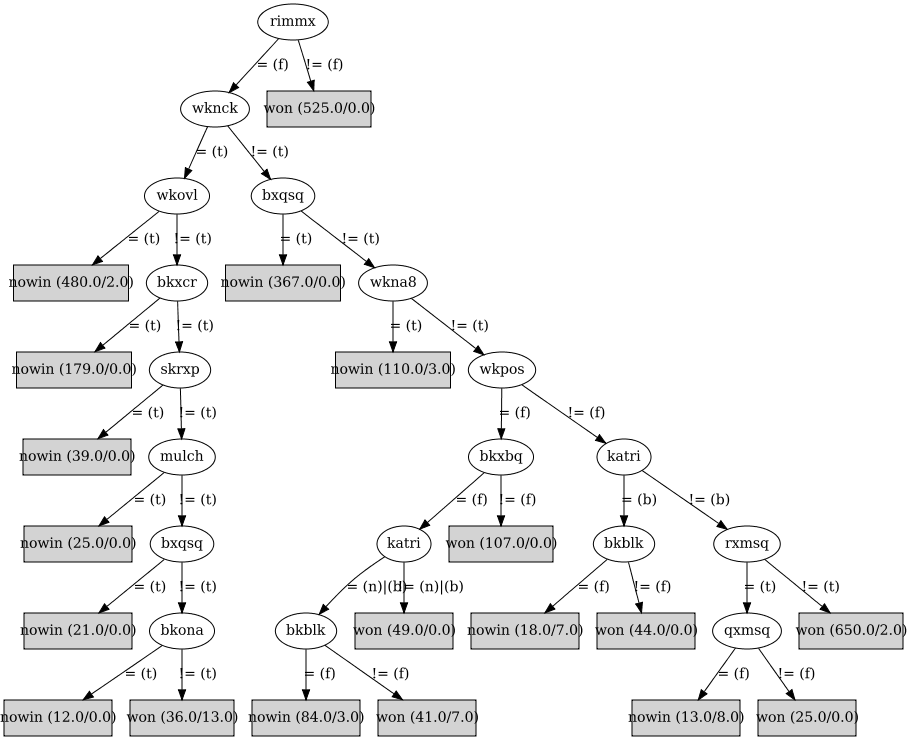 rimmx
= (f) != (f)
wknck won (525.0/0.0)
= (t) != (t)
wkovl bxqsq
= (t) != (t) = (t) != (t)
nowin (480.0/2.0) bkxcr nowin (367.0/0.0) wkna8
= (t) != (t) = (t) != (t)
nowin (179.0/0.0) skrxp nowin (110.0/3.0) wkpos
= (t) != (t) = (f) != (f)
nowin (39.0/0.0) mulch bkxbq katri
= (t) != (t) = (f) != (f) = (b) != (b)
nowin (25.0/0.0) bxqsq katri won (107.0/0.0) bkblk rxmsq
= (t) != (t) = (n)|(b) != (n)|(b) = (f) != (f) = (t) != (t)
nowin (21.0/0.0) bkona bkblk won (49.0/0.0) nowin (18.0/7.0) won (44.0/0.0) qxmsq won (650.0/2.0)
= (t) != (t) = (f) != (f) = (f) != (f)
nowin (12.0/0.0) won (36.0/13.0) nowin (84.0/3.0) won (41.0/7.0) nowin (13.0/8.0) won (25.0/0.0)